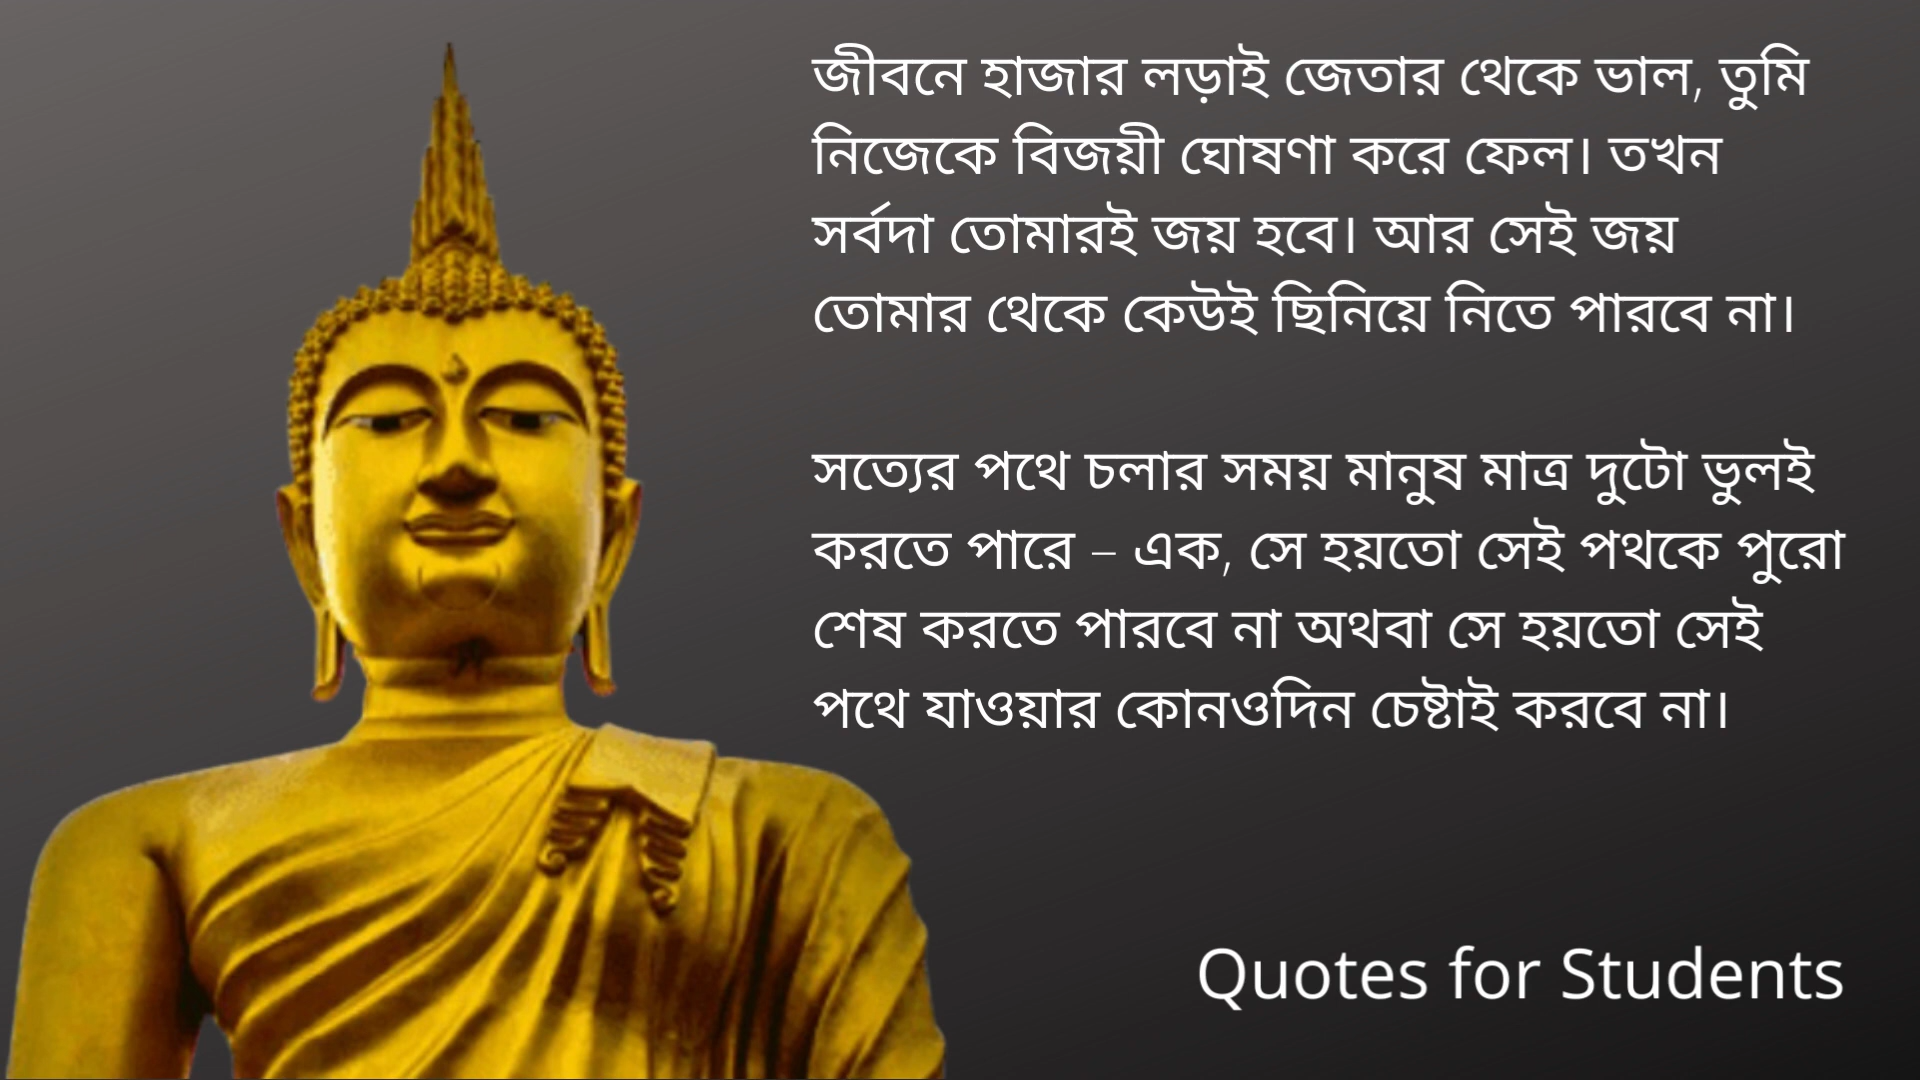 জীবনে হাজার লড়াই জেতার থেকে ভাল, তুমি
নিজেকে বিজয়ী ঘোষণা করে ফেল। তখন
সর্বদা তোমারই জয় হবে। আর সেই জয়
তোমার থেকে কেউই ছিনিয়ে নিতে পারবে না।
সত্যের পথে চলার সময় মানুষ মাত্র দুটো ভুলই
করতে পারে – এক, সে হয়তো সেই পথকে পুরো
শেষ করতে পারবে না অথবা সে হয়তো সেই
পথে যাওয়ার কোনওদিন চেষ্টাই করবে না।
Quotes for Students